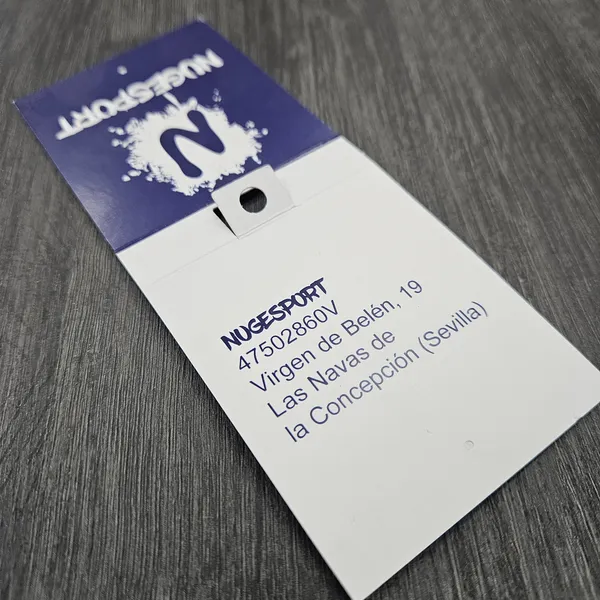 NUGESPORT
N
NUGESPORT
47502860V
Virgen de Belén, 19
Las Navas de
la Concepción (Sevilla)